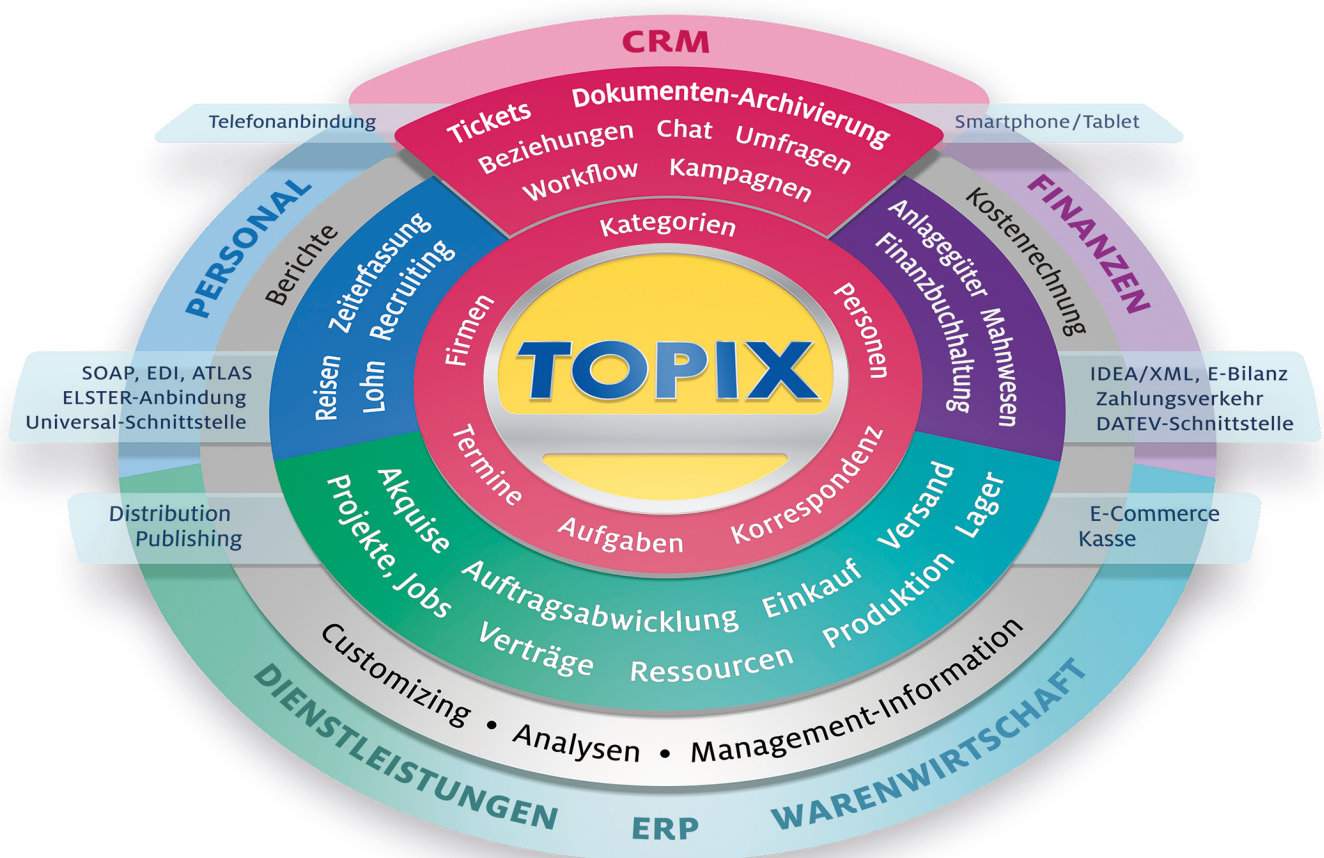 CRM
Tickets Dokumenten-Archivierung
Beziehungen Chat Umfragen
Workflow Kampagnen
Telefonanbindung
Smartphone/Tablet
PERSONAL
FINANZEN
Berichte
Kostenrechnung
Zeiterfassung
Recruiting
Reisen
Lohn
Anlagegüter
Mahnwesen
Finanzbuchhaltung
Kategorien
Firmen
Personen
TOPIX
Termine
Aufgaben
Korrespondenz
SOAP, EDI, ATLAS
ELSTER-Anbindung
Universal-Schnittstelle
IDEA/XML, E-Bilanz
Zahlungsverkehr
DATEV-Schnittstelle
Distribution
Publishing
E-Commerce
Kasse
Akquise
Projekte, Jobs
Auftragsabwicklung
Einkauf
Versand
Lager
Verträge
Ressourcen
Produktion
Customizing • Analysen • Management-Information
DIENSTLEISTUNGEN
ERP
WARENWIRTSCHAFT